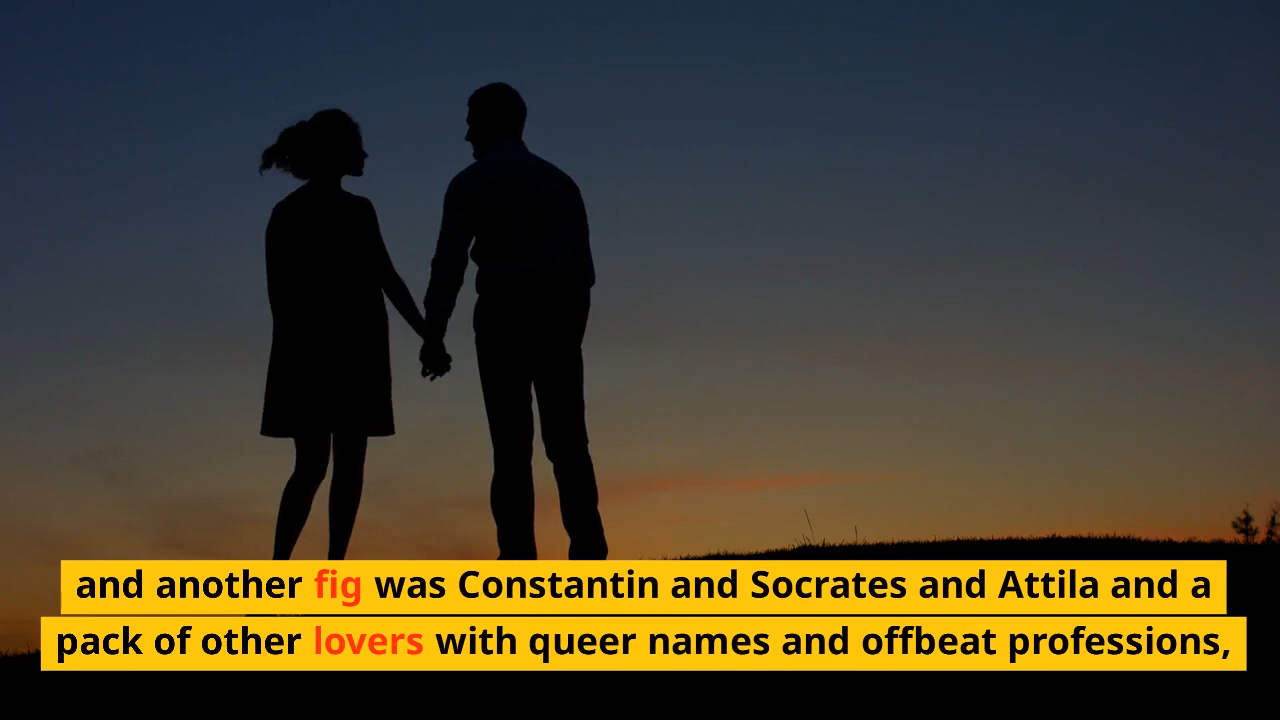 and another fig was Constantin and Socrates and Attila and a
pack of other lovers with queer names and offbeat professions,